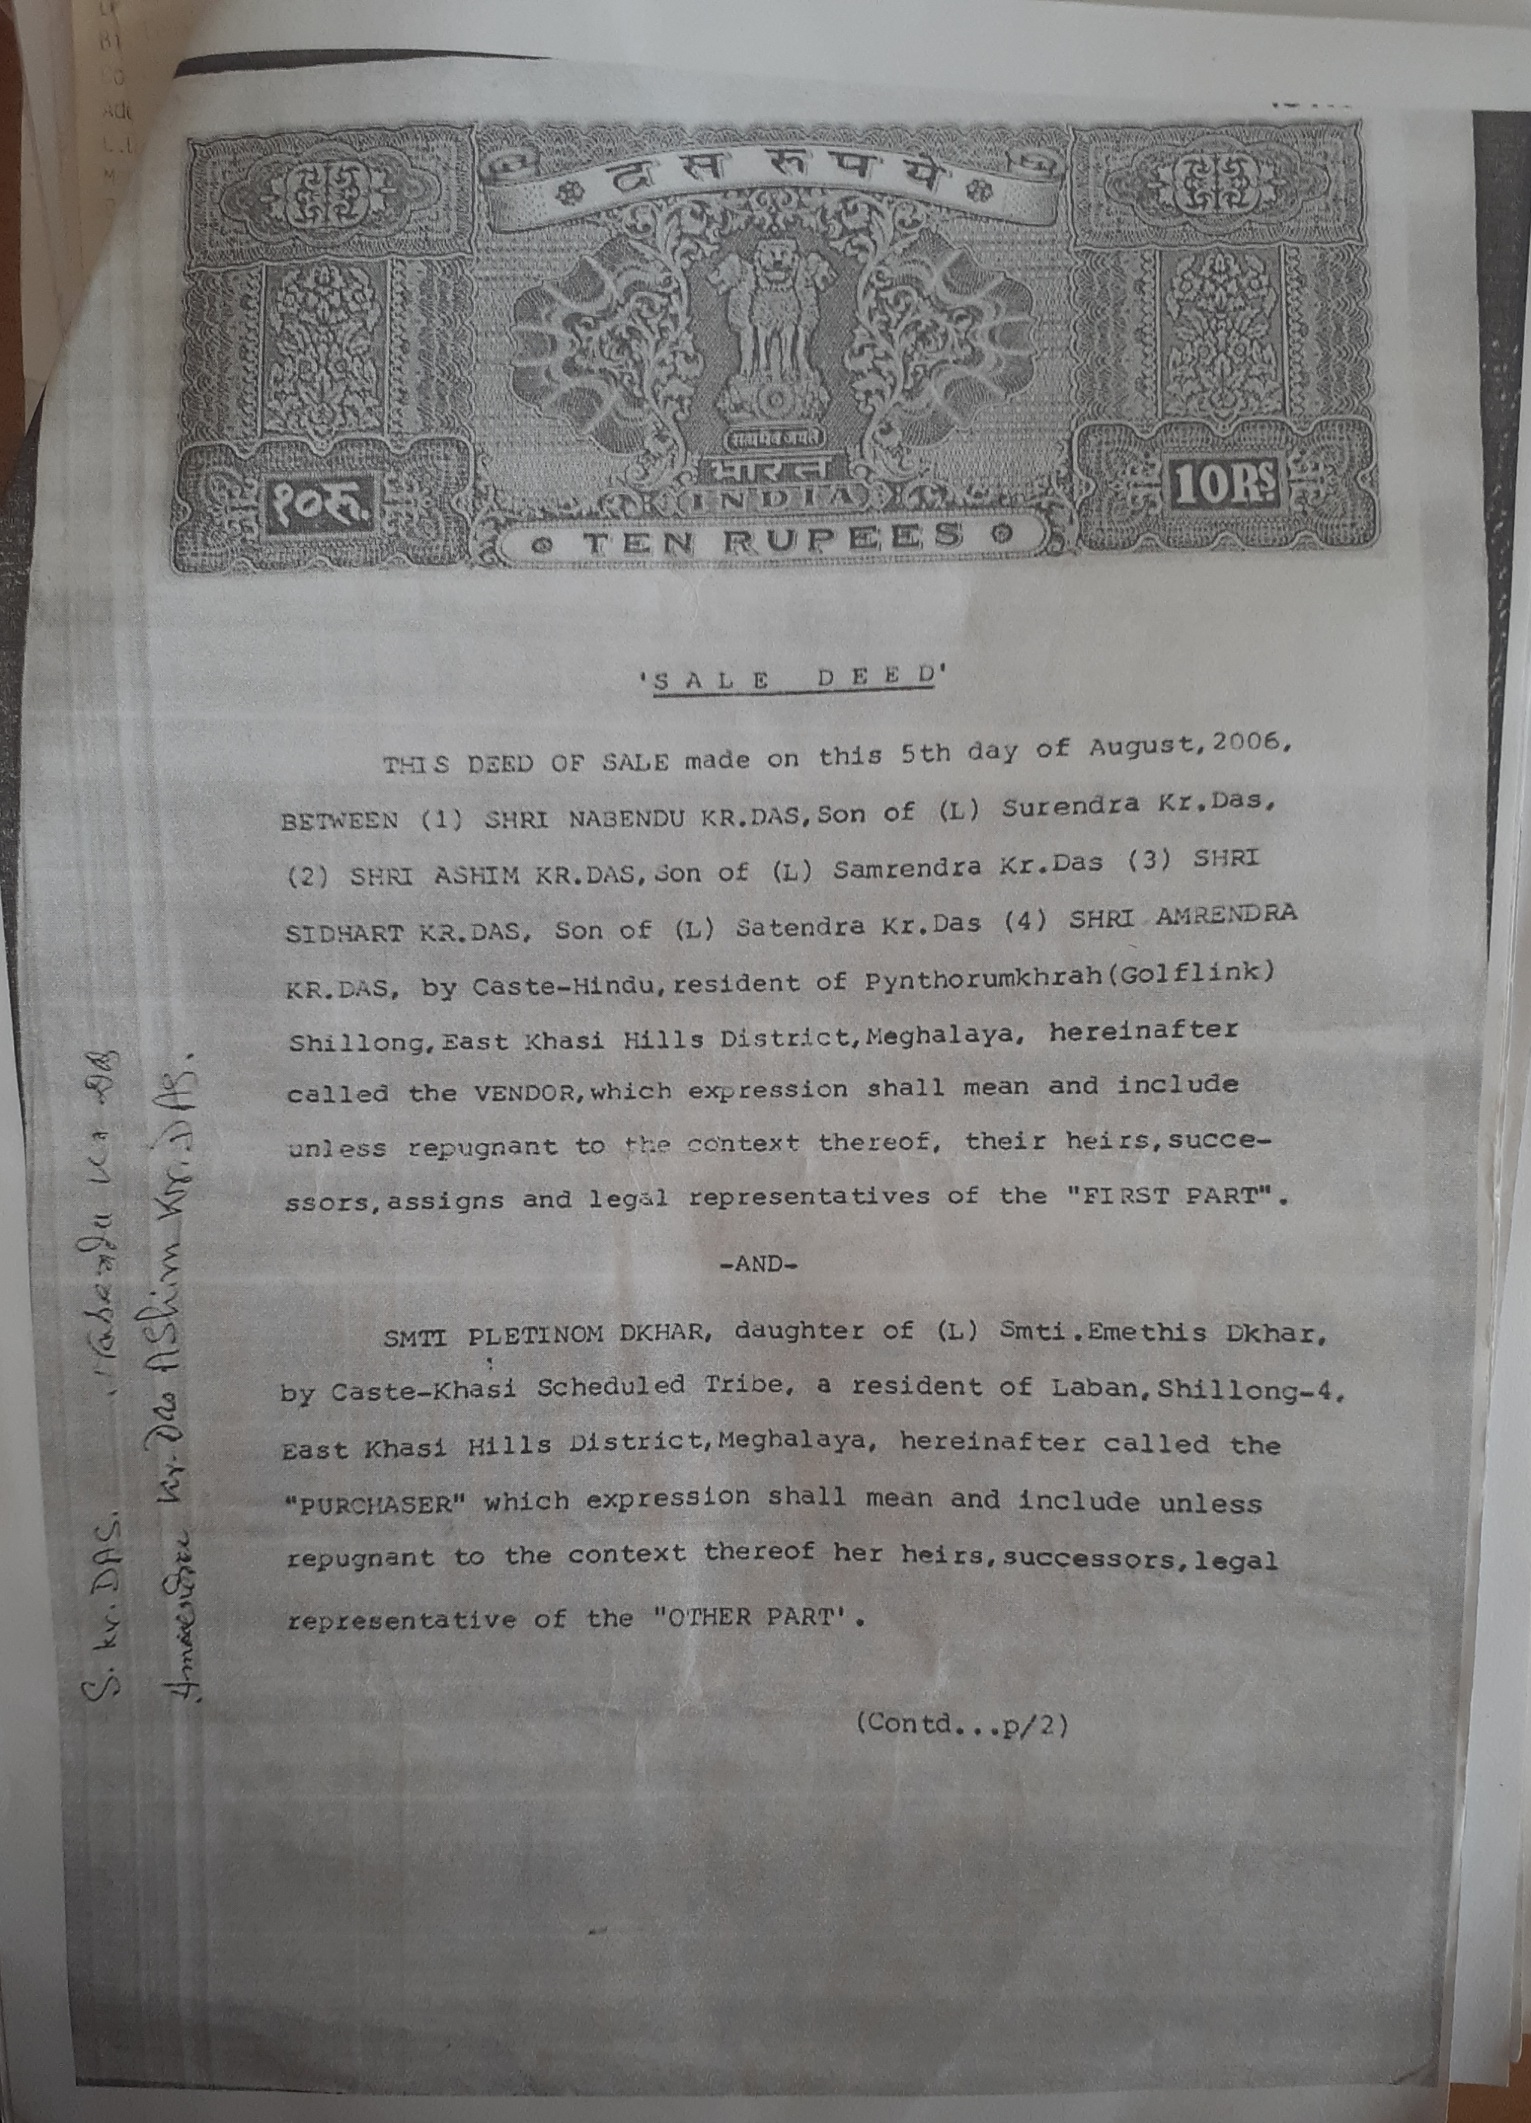 दस रुपये
सत्यमेव जयते
भारत
INDIA
१०रु.
10RS.
TEN RUPEES
'SALE DEED'
THIS DEED OF SALE made on this 5th day of August,2006,
BETWEEN (1) SHRI NABENDU KR.DAS,Son of (L) Surendra Kr.Das,
(2) SHRI ASHIM KR.DAS,Son of (L) Samrendra Kr.Das (3) SHRI
SIDHART KR.DAS, Son of (L) Satendra Kr.Das (4) SHRI AMRENDRA
KR.DAS, by Caste-Hindu,resident of Pynthorumkhrah(Golflink)
Shillong,East Khasi Hills District,Meghalaya, hereinafter
called the VENDOR,which expression shall mean and include
unless repugnant to the context thereof, their heirs,succe-
ssors,assigns and legal representatives of the "FIRST PART".
-AND-
SMTI PLETINOM DKHAR, daughter of (L) Smti.Emethis Dkhar,
by Caste-Khasi Scheduled Tribe, a resident of Laban,Shillong-4,
East Khasi Hills District,Meghalaya, hereinafter called the
"PURCHASER" which expression shall mean and include unless
repugnant to the context thereof her heirs,successors,legal
representative of the "OTHER PART'.
(Contd...p/2)
S. kr. DAS.
Kr. Das AShim Kr. DAS.